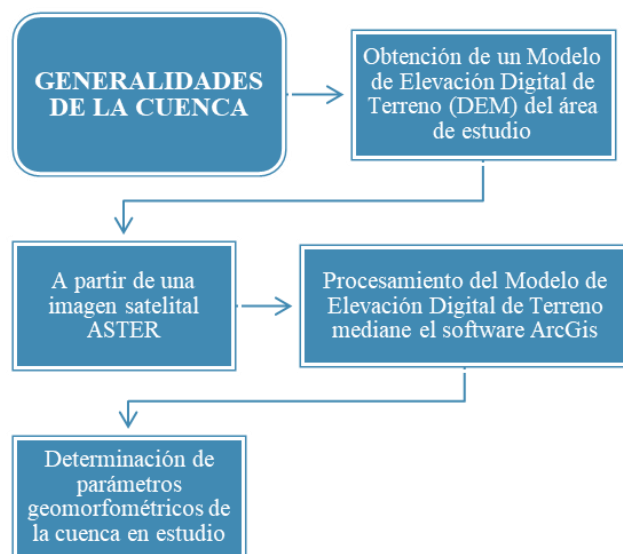 GENERALIDADES
DE LA CUENCA
Obtención de un Modelo
de Elevación Digital de
Terreno (DEM) del área
de estudio
A partir de una
imagen satelital
ASTER
Procesamiento del Modelo de
Elevación Digital de Terreno
mediane el software ArcGis
Determinación de
parámetros
geomorfométricos de
la cuenca en estudio